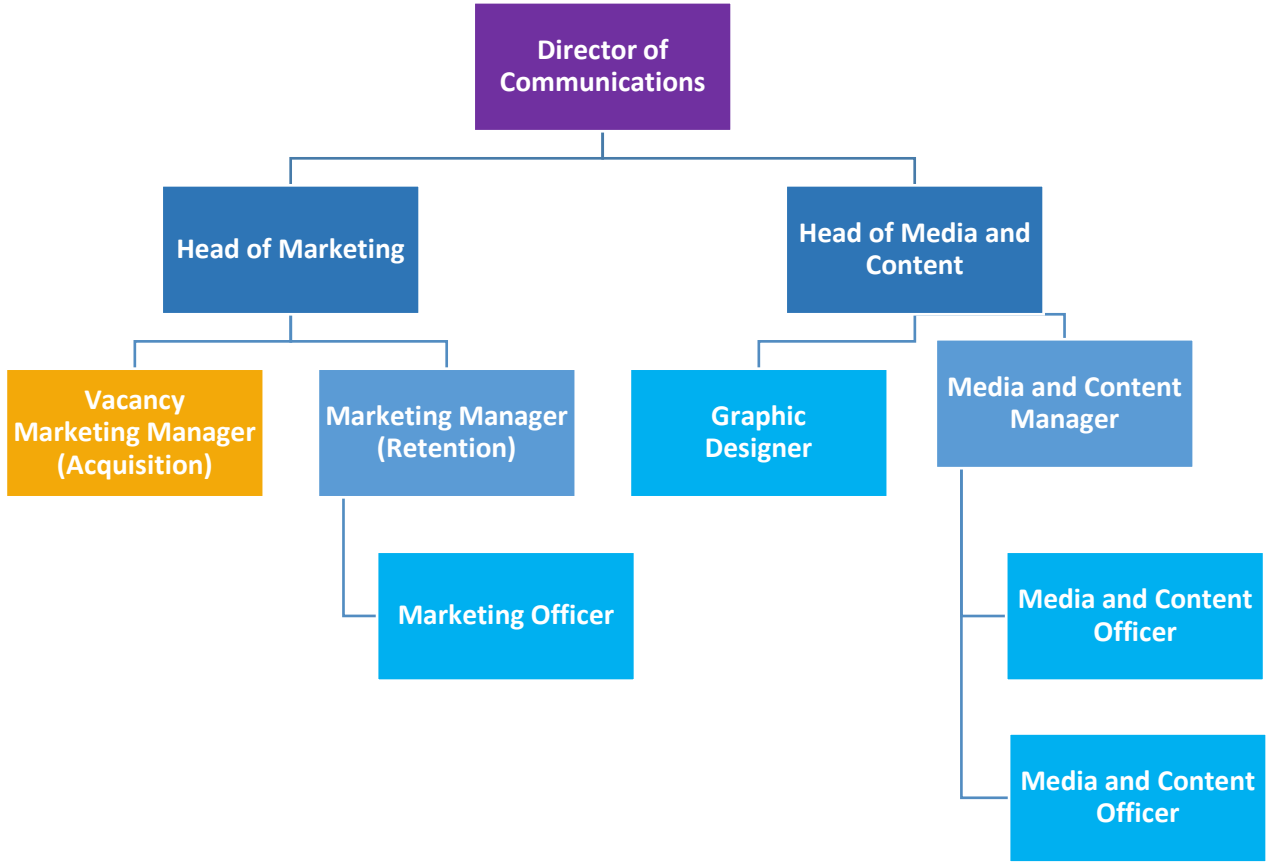 Director of
Communications
Head of Marketing
Head of Media and
Content
Vacancy
Marketing Manager
(Acquisition)
Marketing Manager
(Retention)
Graphic
Designer
Media and Content
Manager
Marketing Officer
Media and Content
Officer
Media and Content
Officer